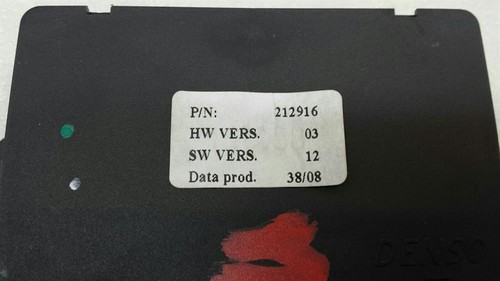 P/N: 212916
HW VERS. 03
SW VERS. 12
Data prod. 38/08
DENSO